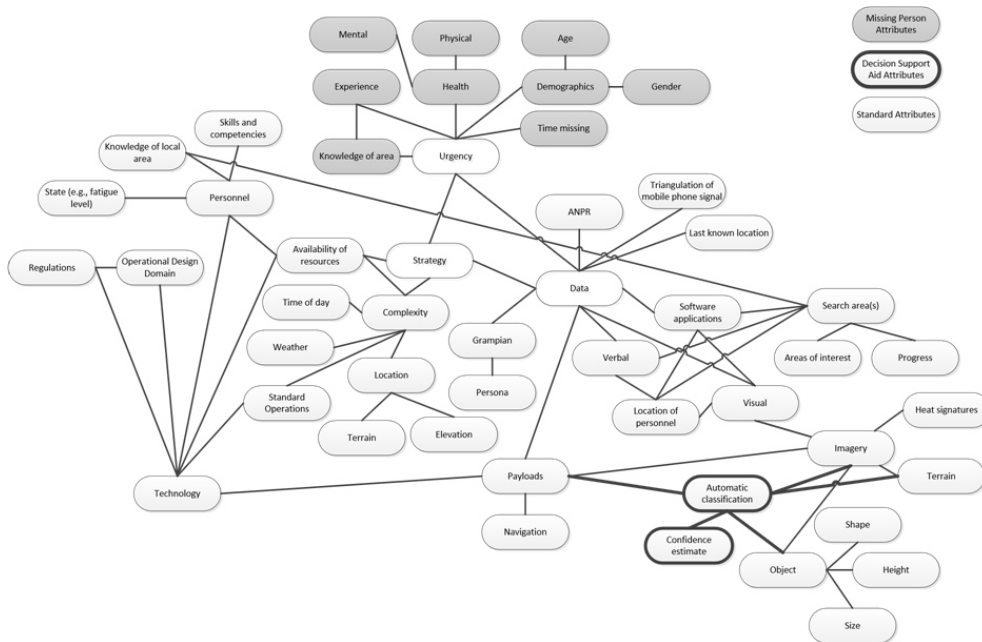 Missing Person
Attributes
Mental
Physical
Age
Decision Support
Aid Attributes
Experience
Health
Demographics
Gender
Standard Attributes
Skills and
competencies
Time missing
Knowledge of local
area
Knowledge of area
Urgency
State (e.g., fatigue
level)
Personnel
Triangulation of
mobile phone signal
ANPR
Last known location
Regulations
Operational Design
Domain
Availability of
resources
Strategy
Data
Time of day
Complexity
Software
applications
Search area(s)
Grampian
Weather
Verbal
Areas of interest
Progress
Location
Persona
Standard
Operations
Location of
personnel
Visual
Heat signatures
Terrain
Elevation
Imagery
Technology
Payloads
Automatic
classification
Terrain
Navigation
Confidence
estimate
Shape
Object
Height
Size